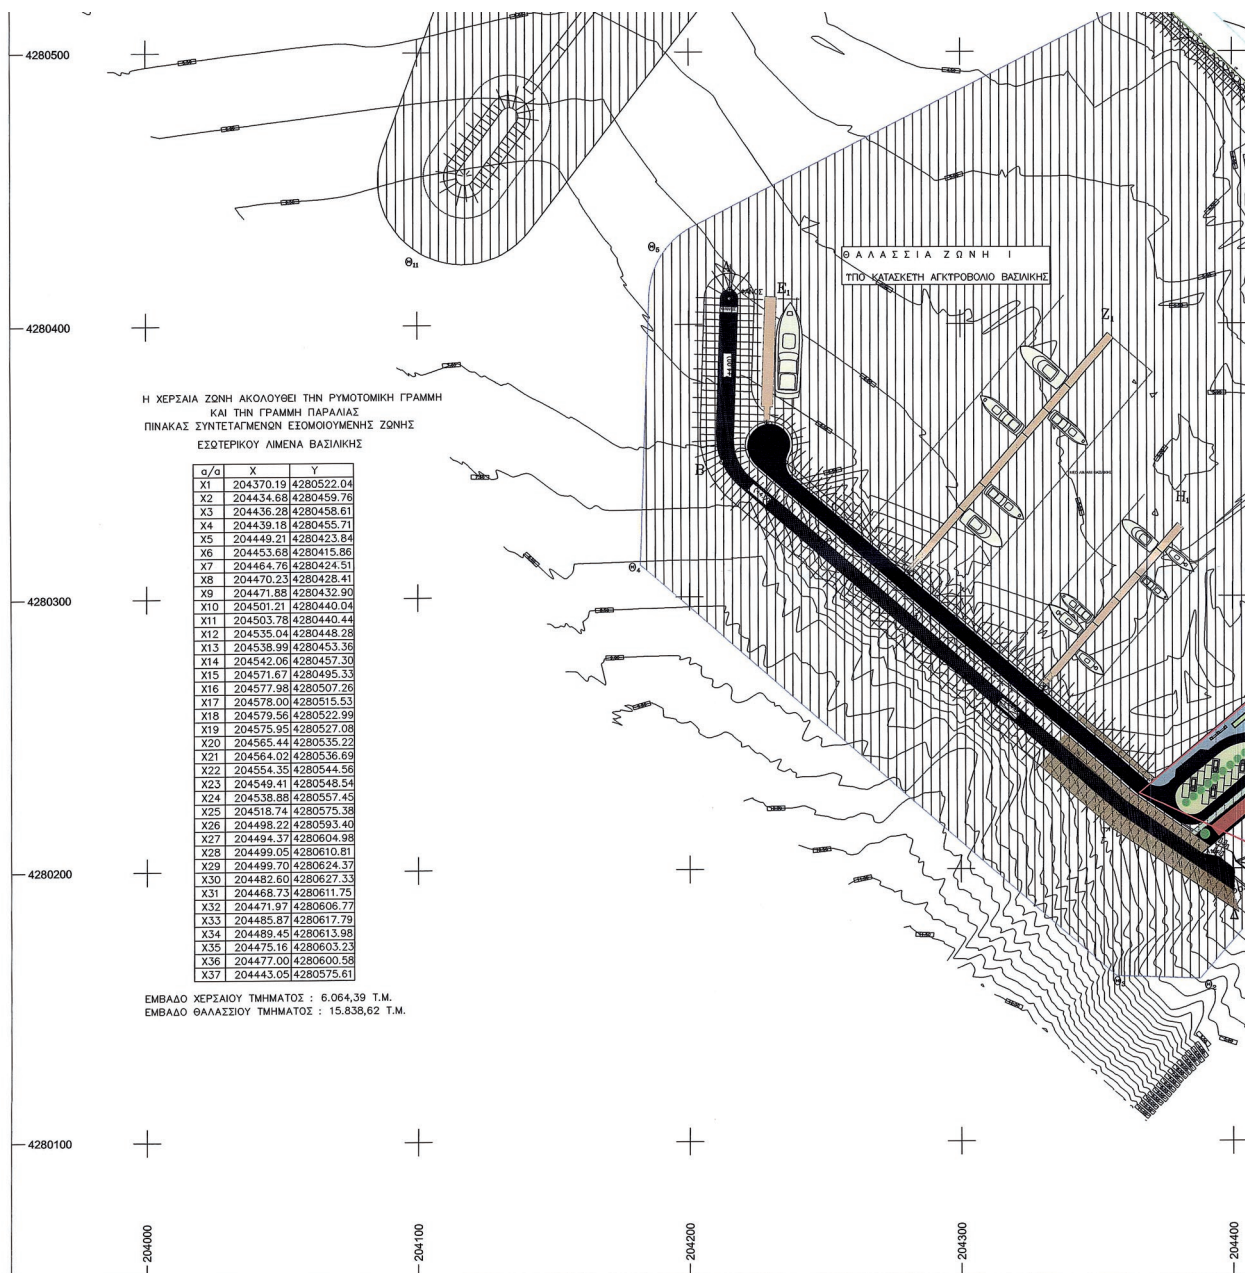 4280500
Θ₅
Θ₁₁
Θ Α Λ Α Σ Σ Ι Α Ζ Ω Ν Η Ι
ΥΠΟ ΚΑΤΑΣΚΕΥΗ ΑΓΚΥΡΟΒΟΛΙΟ ΒΑΣΙΛΙΚΗΣ
A
ΦΑΝΟΣ
E₁
Z₁
4280400
Η ΧΕΡΣΑΙΑ ΖΩΝΗ ΑΚΟΛΟΥΘΕΙ ΤΗΝ ΡΥΜΟΤΟΜΙΚΗ ΓΡΑΜΜΗ
ΚΑΙ ΤΗΝ ΓΡΑΜΜΗ ΠΑΡΑΛΙΑΣ
ΠΙΝΑΚΑΣ ΣΥΝΤΕΤΑΓΜΕΝΩΝ ΕΞΟΜΟΙΟΥΜΕΝΗΣ ΖΩΝΗΣ
ΕΣΩΤΕΡΙΚΟΥ ΛΙΜΕΝΑ ΒΑΣΙΛΙΚΗΣ
B
H₁
α/α X Y
X1 204370.19 4280522.04
X2 204434.68 4280459.76
X3 204436.28 4280458.61
X4 204439.18 4280455.71
X5 204449.21 4280423.84
X6 204453.68 4280415.86
X7 204464.76 4280424.51
X8 204470.23 4280428.41
X9 204471.88 4280432.90
X10 204501.21 4280440.04
X11 204503.78 4280440.44
X12 204535.04 4280448.28
X13 204538.99 4280453.36
X14 204542.06 4280457.30
X15 204571.67 4280495.33
X16 204577.98 4280507.26
X17 204578.00 4280515.53
X18 204579.56 4280522.99
X19 204575.95 4280527.08
X20 204565.44 4280535.22
X21 204564.02 4280536.69
X22 204554.35 4280544.56
X23 204549.41 4280548.54
X24 204538.88 4280557.45
X25 204518.74 4280575.38
X26 204498.22 4280593.40
X27 204494.37 4280604.98
X28 204499.05 4280610.81
X29 204499.70 4280624.37
X30 204482.60 4280627.33
X31 204468.73 4280611.75
X32 204471.97 4280606.77
X33 204485.87 4280617.79
X34 204489.45 4280613.98
X35 204475.16 4280603.23
X36 204477.00 4280600.58
X37 204443.05 4280575.61
Θ₄
4280300
4280200
Δ
Θ₃
Θ₂
ΕΜΒΑΔΟ ΧΕΡΣΑΙΟΥ ΤΜΗΜΑΤΟΣ : 6.064,39 Τ.Μ.
ΕΜΒΑΔΟ ΘΑΛΑΣΣΙΟΥ ΤΜΗΜΑΤΟΣ : 15.838,62 Τ.Μ.
4280100
204000
204100
204200
204300
204400